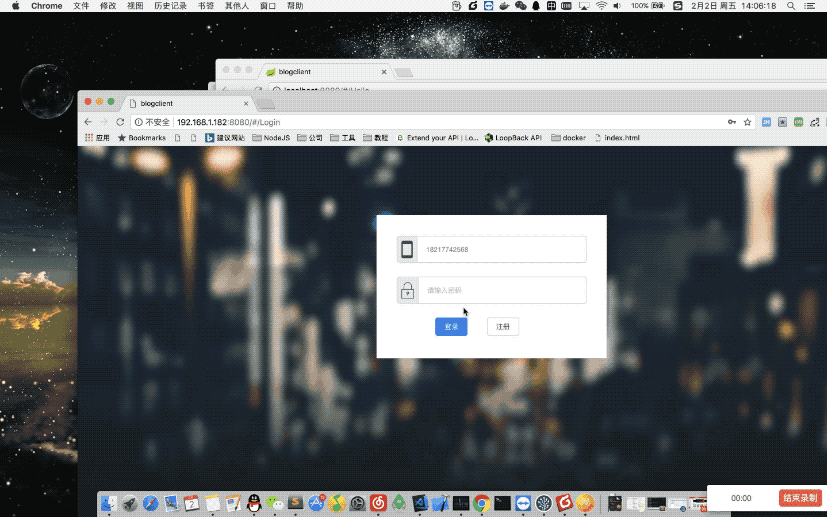 Chrome 文件 修改 视图 历史记录 书签 其他人 窗口 帮助 100% 2月2日 周五 14:06:18
blogclient
blogclient
不安全 192.168.1.182:8080/#/Login
应用 Bookmarks 建议网站 NodeJS 公司 工具 教程 Extend your API | Lo... LoopBack API docker index.html
18217742568
请输入密码
登录 注册
00:00 结束录制